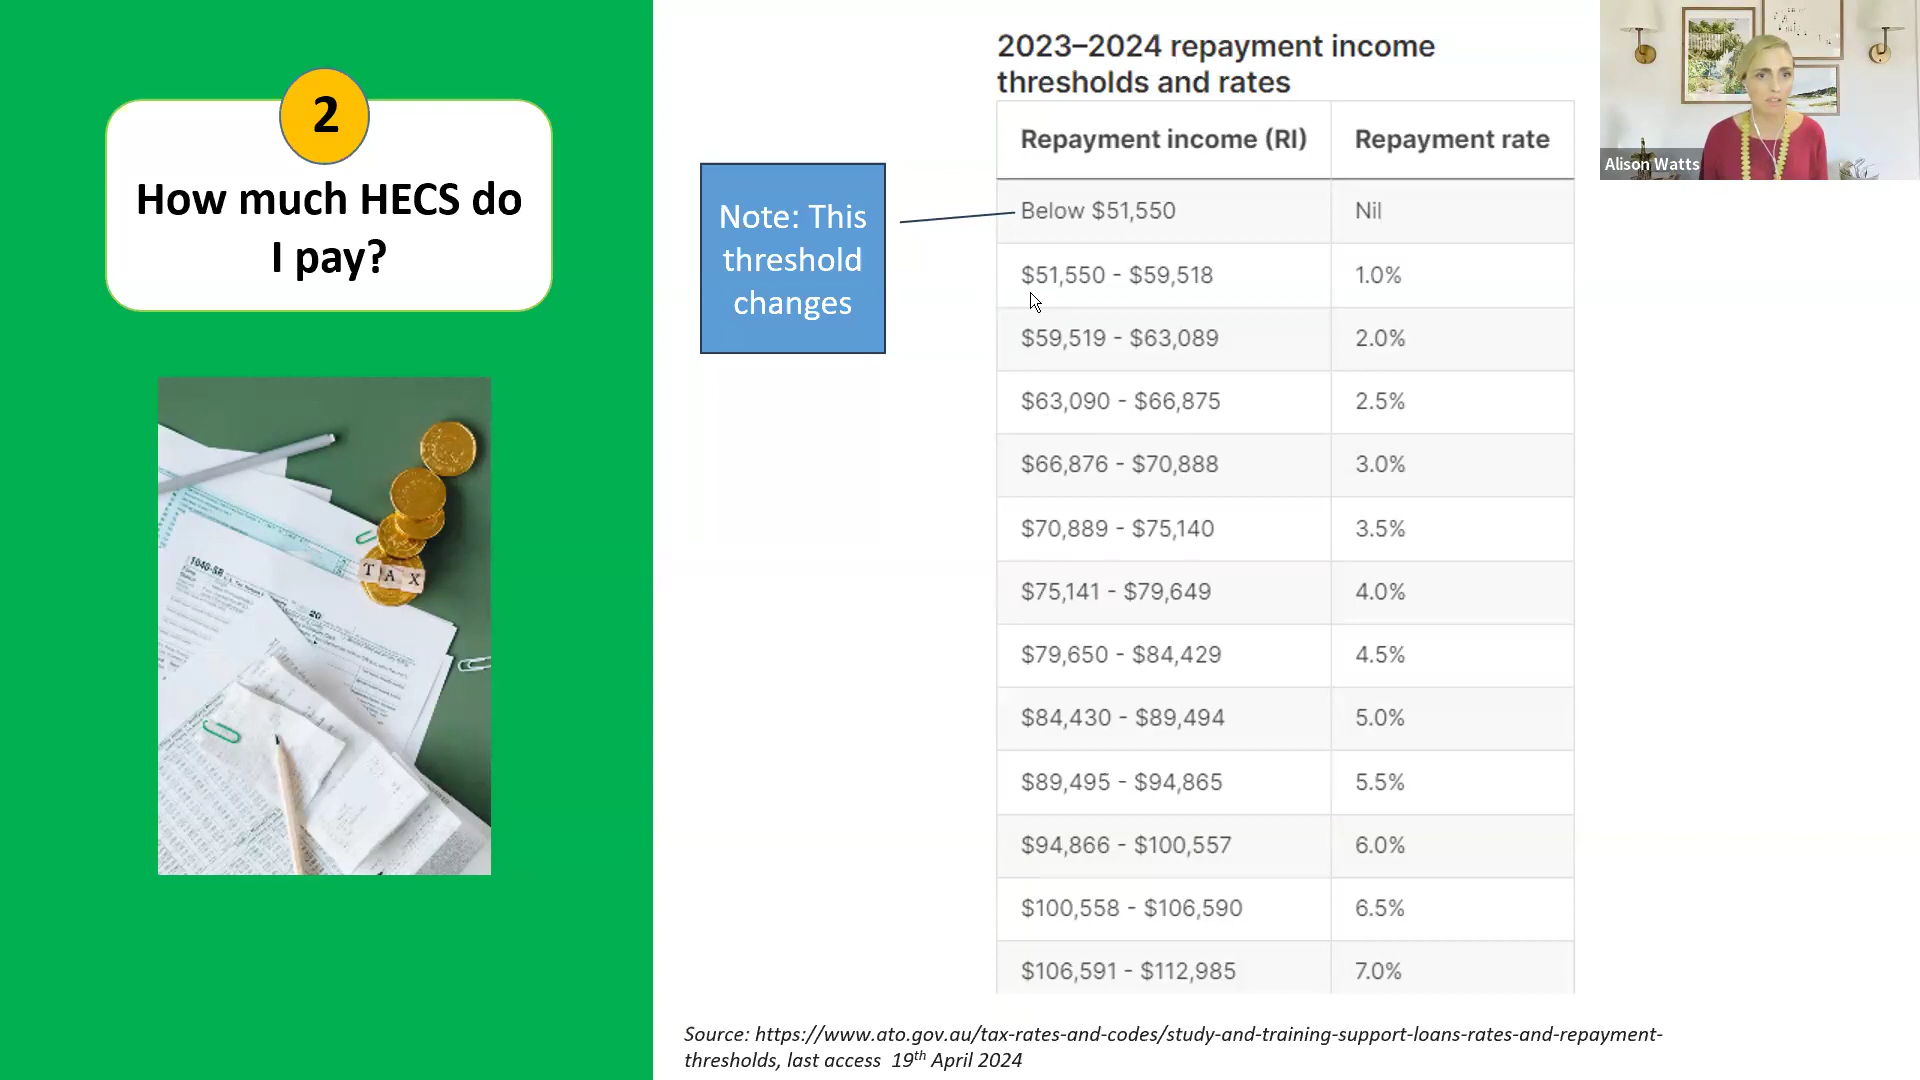 2
How much HECS do
I pay?
TAX
1040-SR
20
Note: This
threshold
changes
2023–2024 repayment income
thresholds and rates
Repayment income (RI) Repayment rate
Below $51,550 Nil
$51,550 - $59,518 1.0%
$59,519 - $63,089 2.0%
$63,090 - $66,875 2.5%
$66,876 - $70,888 3.0%
$70,889 - $75,140 3.5%
$75,141 - $79,649 4.0%
$79,650 - $84,429 4.5%
$84,430 - $89,494 5.0%
$89,495 - $94,865 5.5%
$94,866 - $100,557 6.0%
$100,558 - $106,590 6.5%
$106,591 - $112,985 7.0%
Source: https://www.ato.gov.au/tax-rates-and-codes/study-and-training-support-loans-rates-and-repayment-
thresholds, last access 19th April 2024
Alison Watts